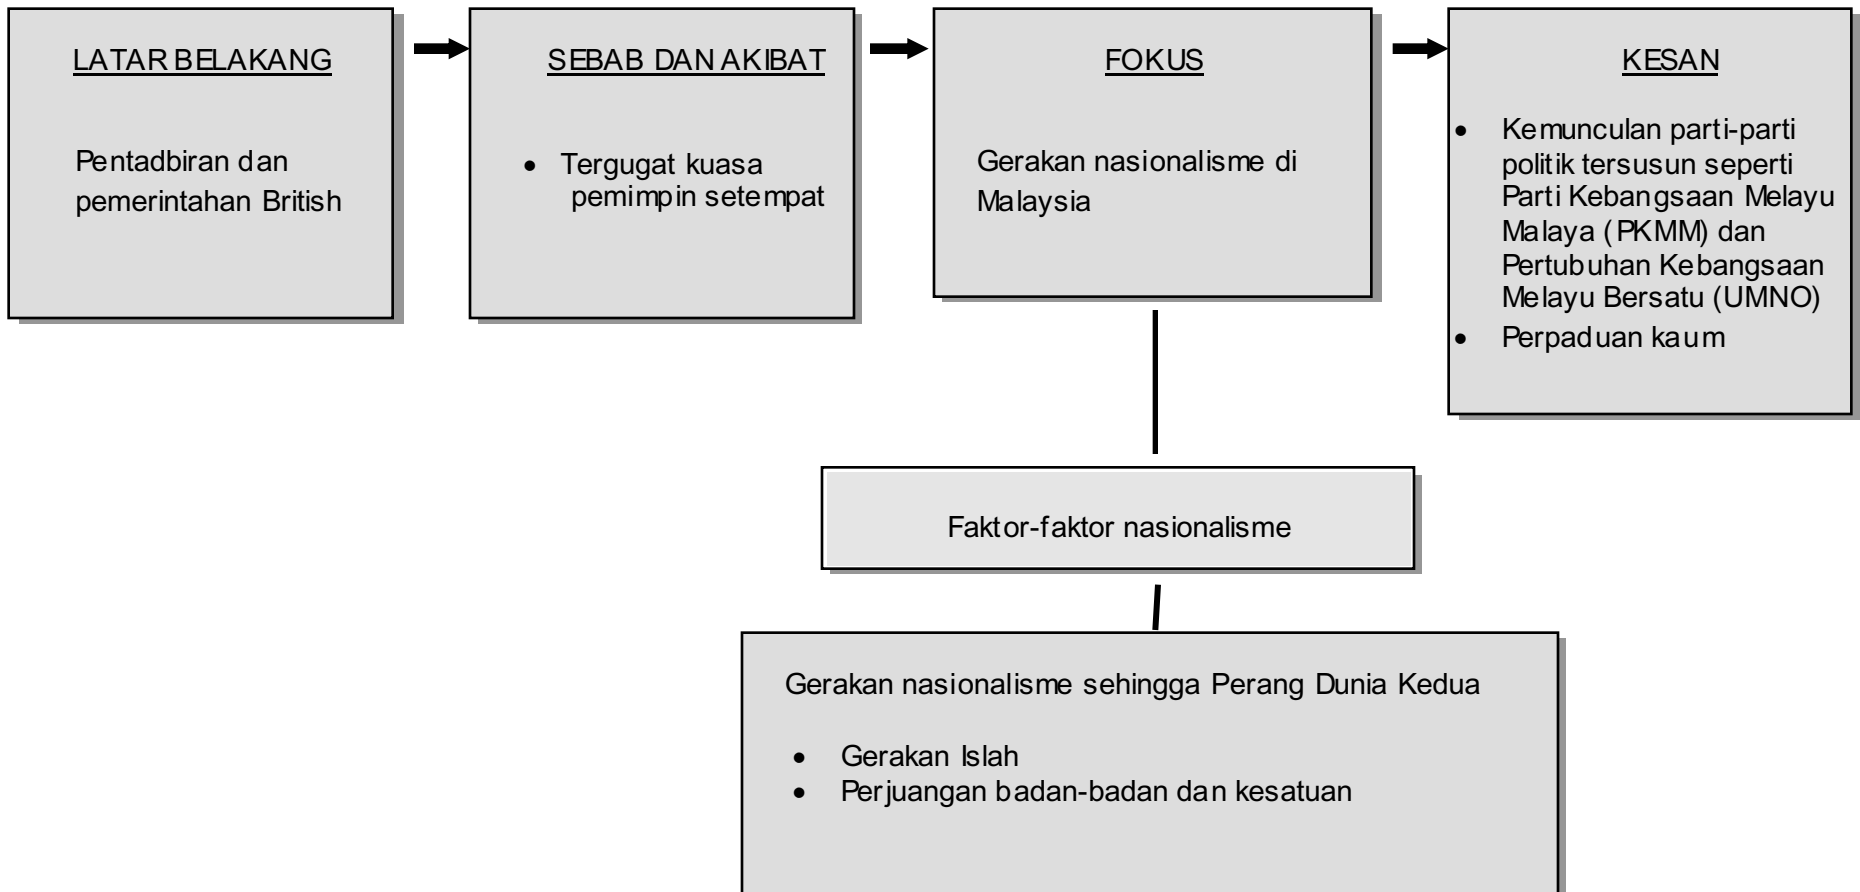 LATAR BELAKANG
Pentadbiran dan
pemerintahan British
SEBAB DAN AKIBAT
• Tergugat kuasa
pemimpin setempat
FOKUS
Gerakan nasionalisme di
Malaysia
KESAN
• Kemunculan parti-parti
politik tersusun seperti
Parti Kebangsaan Melayu
Malaya (PKMM) dan
Pertubuhan Kebangsaan
Melayu Bersatu (UMNO)
• Perpaduan kaum
Faktor-faktor nasionalisme
Gerakan nasionalisme sehingga Perang Dunia Kedua
• Gerakan Islah
• Perjuangan badan-badan dan kesatuan